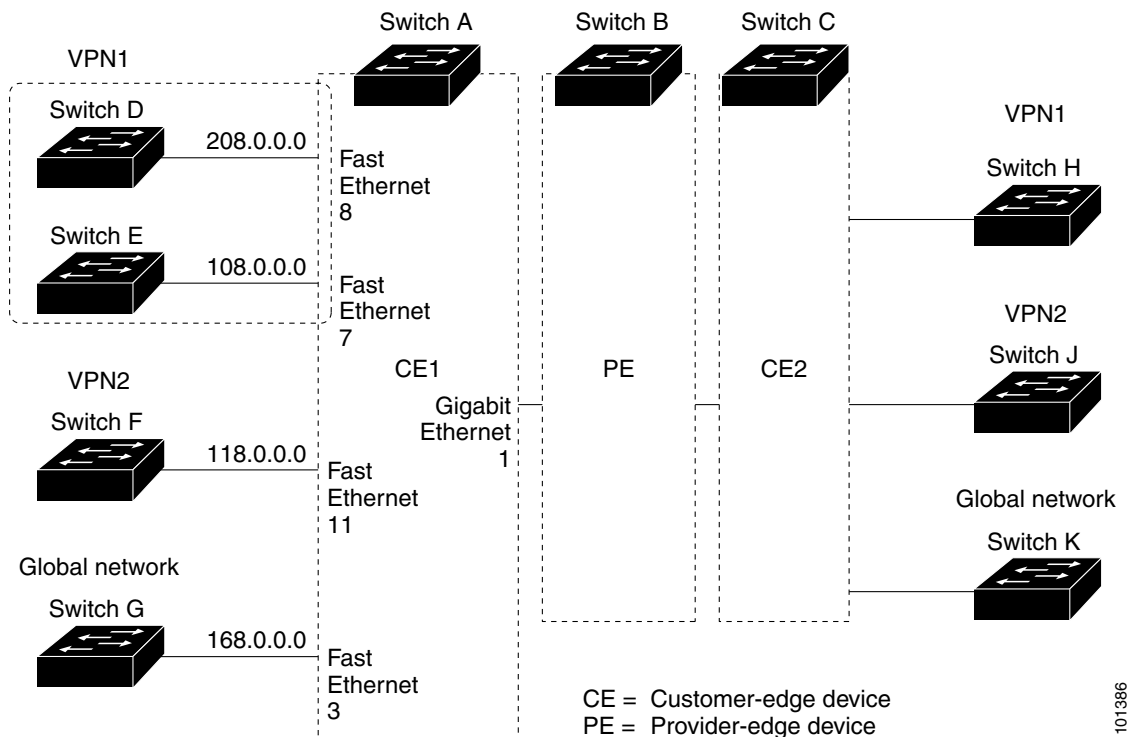 Switch A
Switch B
Switch C
VPN1
Switch D
208.0.0.0
Fast
Ethernet
8
Switch E
108.0.0.0
Fast
Ethernet
7
VPN2
Switch F
118.0.0.0
Fast
Ethernet
11
Global network
Switch G
168.0.0.0
Fast
Ethernet
3
CE1
Gigabit
Ethernet
1
PE
CE2
VPN1
Switch H
VPN2
Switch J
Global network
Switch K
CE = Customer-edge device
PE = Provider-edge device
101386